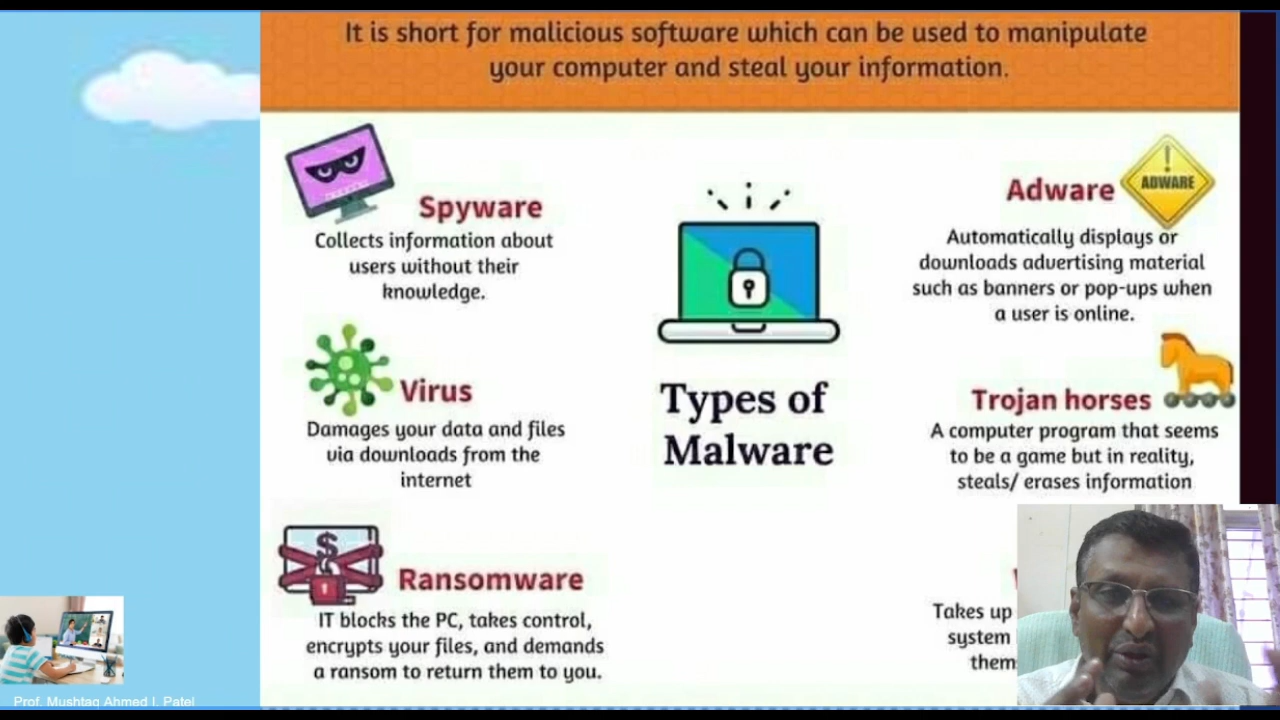 It is short for malicious software which can be used to manipulate
your computer and steal your information.
Spyware
Collects information about
users without their
knowledge.
Virus
Damages your data and files
via downloads from the
internet
Ransomware
IT blocks the PC, takes control,
encrypts your files, and demands
a ransom to return them to you.
Types of
Malware
Adware
ADWARE
Automatically displays or
downloads advertising material
such as banners or pop-ups when
a user is online.
Trojan horses
A computer program that seems
to be a game but in reality,
steals/ erases information
Takes up
system
Prof. Mushtaq Ahmed I. Patel